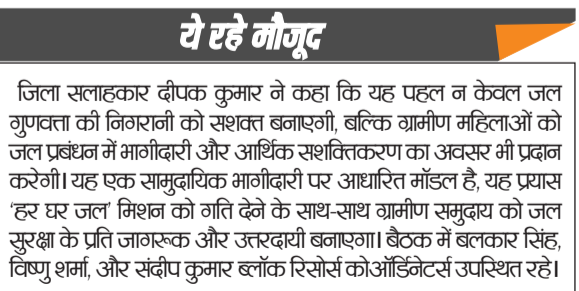 ये रहे मौजूद
जिला सलाहकार दीपक कुमार ने कहा कि यह पहल न केवल जल
गुणवत्ता की निगरानी को सशक्त बनाएगी, बल्कि ग्रामीण महिलाओं को
जल प्रबंधन में भागीदारी और आर्थिक सशक्तिकरण का अवसर भी प्रदान
करेगी। यह एक सामुदायिक भागीदारी पर आधारित मॉडल है, यह प्रयास
‘हर घर जल’ मिशन को गति देने के साथ-साथ ग्रामीण समुदाय को जल
सुरक्षा के प्रति जागरूक और उत्तरदायी बनाएगा। बैठक में बलकार सिंह,
विष्णु शर्मा, और संदीप कुमार ब्लॉक रिसोर्स कोऑर्डिनेटर्स उपस्थित रहे।